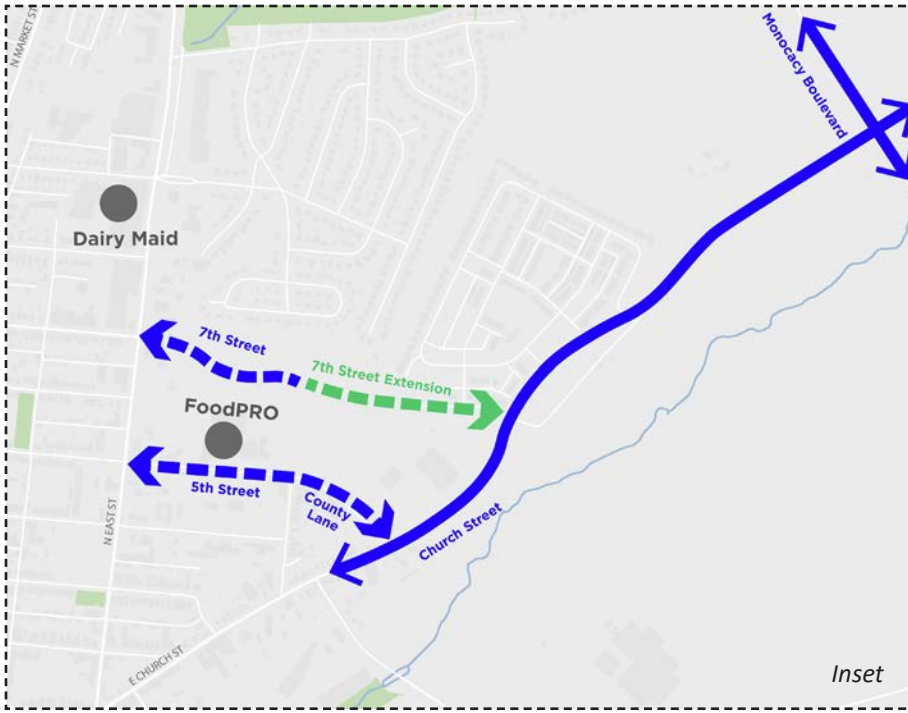 N MARKET ST
Monocacy Boulevard
Dairy Maid
7th Street
7th Street Extension
FoodPRO
5th Street
County
Lane
Church Street
N EAST ST
E CHURCH ST
Inset